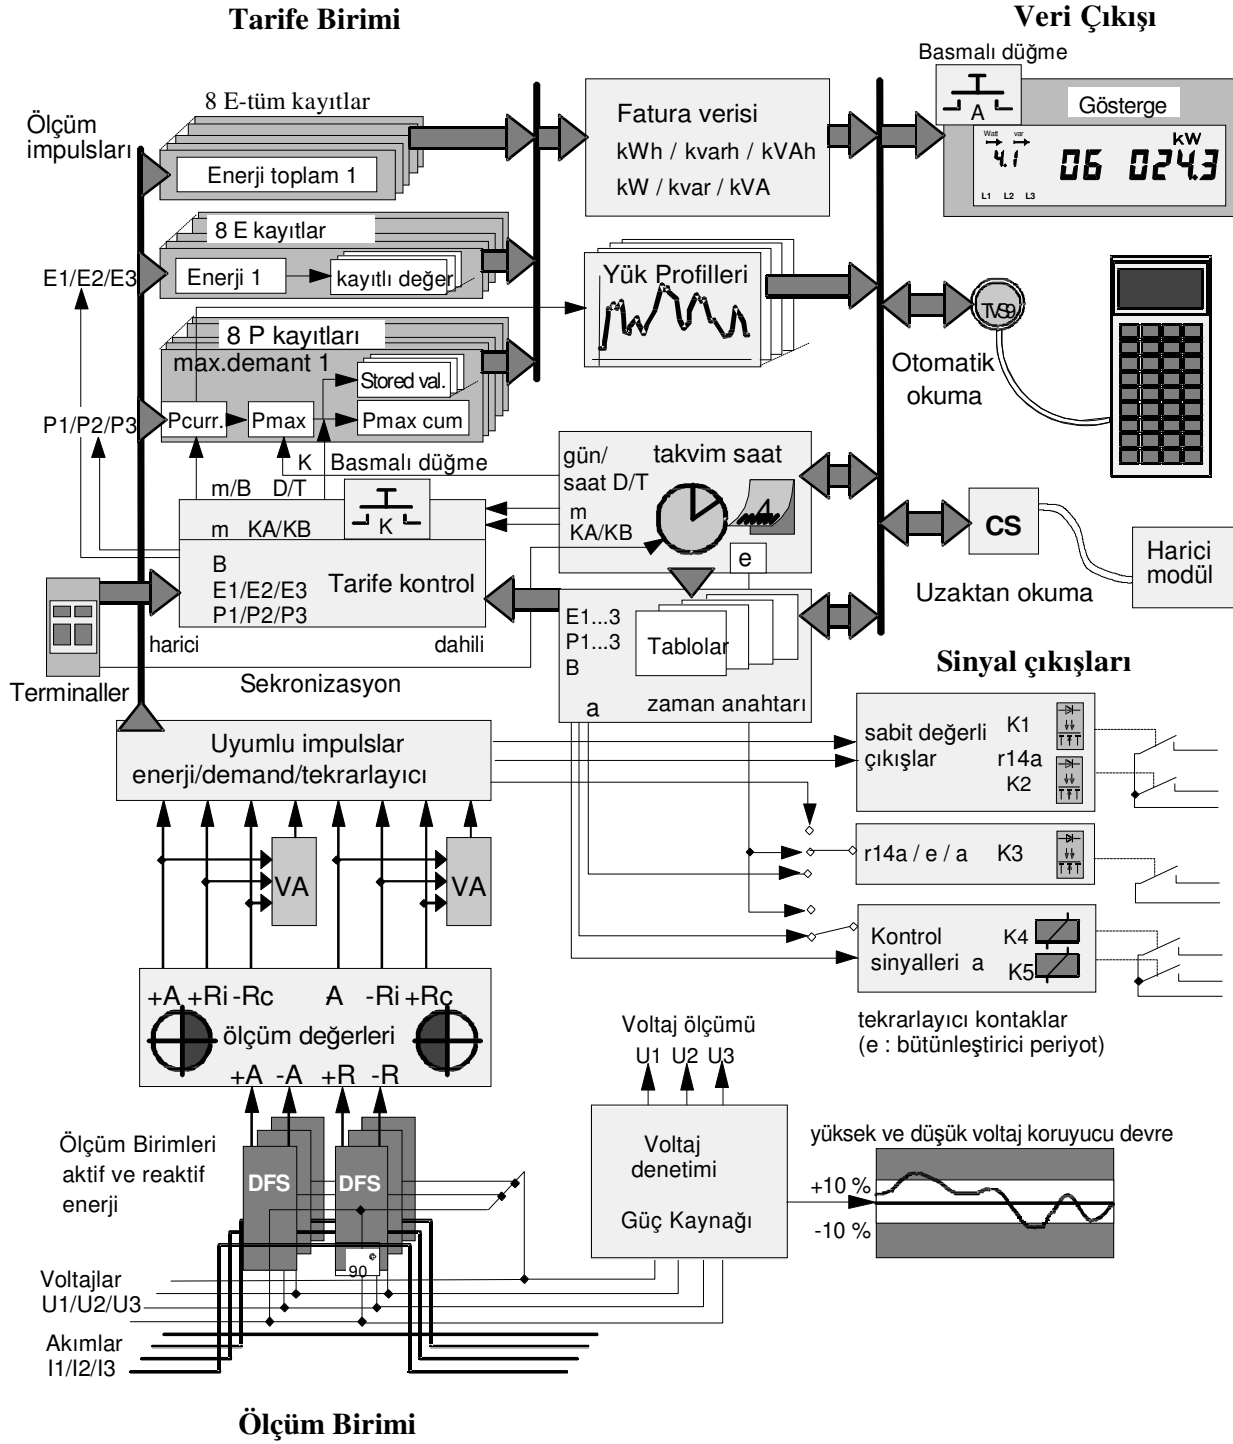 Tarife Birimi
Veri Çıkışı
Basmalı düğme
A
Gösterge
Watt var
4.1 06 024.3
kW
L1 L2 L3
8 E-tüm kayıtlar
Ölçüm
impulsları
Enerji toplam 1
Fatura verisi
kWh / kvarh / kVAh
kW / kvar / kVA
8 E kayıtlar
E1/E2/E3
Enerji 1
kayıtlı değer
Yük Profilleri
TVS9
Otomatik
okuma
8 P kayıtları
max.demant 1
Stored val.
P1/P2/P3
Pcurr.
Pmax
Pmax cum
K Basmalı düğme
m/B D/T
K
m KA/KB
B
E1/E2/E3
P1/P2/P3
Tarife kontrol
gün/
saat D/T
m
KA/KB
takvim saat
4
e
CS
Uzaktan okuma
Harici
modül
harici
dahili
Terminaller
Sekronizasyon
E1...3
P1...3
B
Tablolar
a
zaman anahtarı
Sinyal çıkışları
Uyumlu impulslar
enerji/demand/tekrarlayıcı
sabit değerli
çıkışlar
K1
r14a
K2
r14a / e / a K3
VA
VA
Kontrol
sinyalleri a
K4
K5
tekrarlayıcı kontaklar
(e : bütünleştirici periyot)
+A +Ri -Rc -A -Ri +Rc
ölçüm değerleri
+A -A +R -R
Voltaj ölçümü
U1 U2 U3
Voltaj
denetimi
Güç Kaynağı
yüksek ve düşük voltaj koruyucu devre
+10 %
-10 %
Ölçüm Birimleri
aktif ve reaktif
enerji
DFS
DFS
90 °
Voltajlar
U1/U2/U3
Akımlar
I1/I2/I3
Ölçüm Birimi